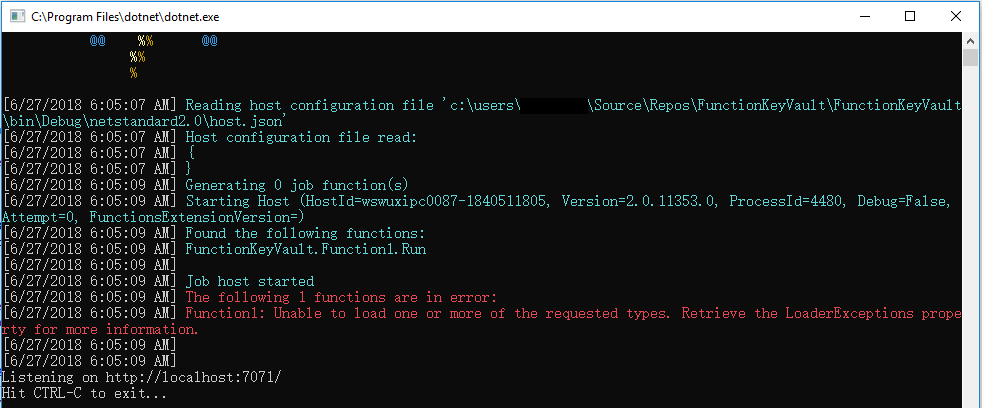 C:\Program Files\dotnet\dotnet.exe
@@    %%      @@
%%
%
[6/27/2018 6:05:07 AM] Reading host configuration file 'c:\users\ \Source\Repos\FunctionKeyVault\FunctionKeyVault
\bin\Debug\netstandard2.0\host.json'
[6/27/2018 6:05:07 AM] Host configuration file read:
[6/27/2018 6:05:07 AM] {
[6/27/2018 6:05:07 AM] }
[6/27/2018 6:05:09 AM] Generating 0 job function(s)
[6/27/2018 6:05:09 AM] Starting Host (HostId=wswuxipc0087-1840511805, Version=2.0.11353.0, ProcessId=4480, Debug=False,
Attempt=0, FunctionsExtensionVersion=)
[6/27/2018 6:05:09 AM] Found the following functions:
[6/27/2018 6:05:09 AM] FunctionKeyVault.Function1.Run
[6/27/2018 6:05:09 AM]
[6/27/2018 6:05:09 AM] Job host started
[6/27/2018 6:05:09 AM] The following 1 functions are in error:
[6/27/2018 6:05:09 AM] Function1: Unable to load one or more of the requested types. Retrieve the LoaderExceptions prope
rty for more information.
[6/27/2018 6:05:09 AM]
[6/27/2018 6:05:09 AM]
Listening on http://localhost:7071/
Hit CTRL-C to exit...